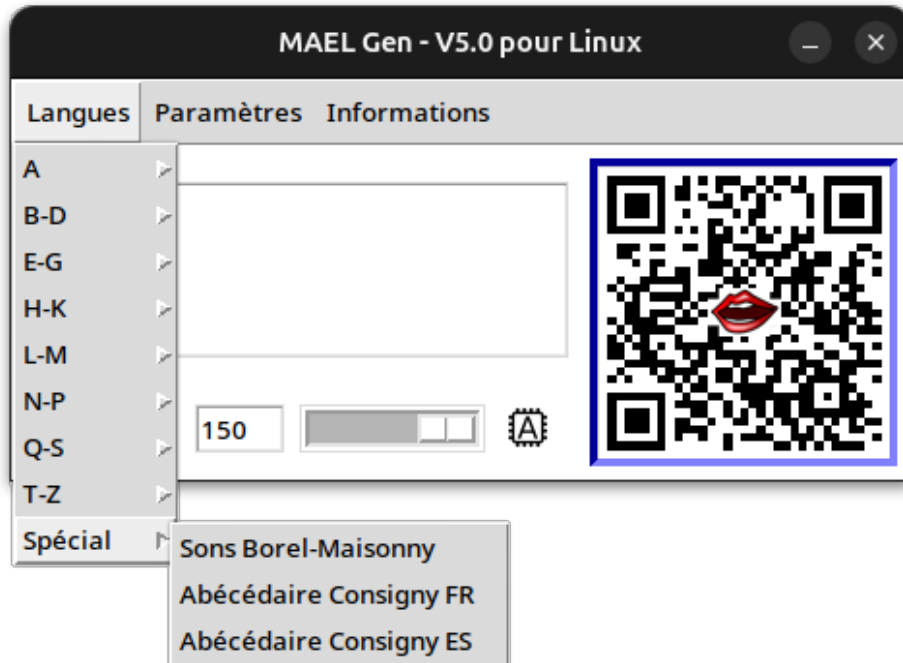 MAEL Gen - V5.0 pour Linux
Langues Paramètres Informations
A
B-D
E-G
H-K
L-M
N-P
150
A
Q-S
T-Z
Spécial
Sons Borel-Maisonny
Abécédaire Consigny FR
Abécédaire Consigny ES